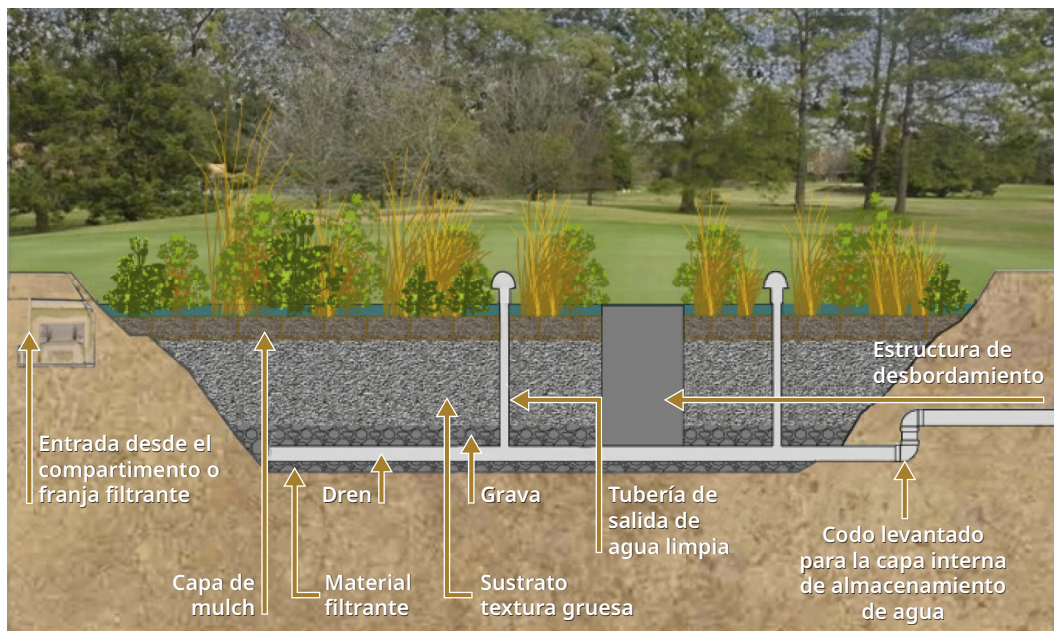 Estructura de
desbordamiento
Entrada desde el
compartimento o
franja filtrante
Dren
Grava
Tubería de
salida de
agua limpia
Codo levantado
para la capa interna
de almacenamiento
de agua
Capa de
mulch
Material
filtrante
Sustrato
textura gruesa